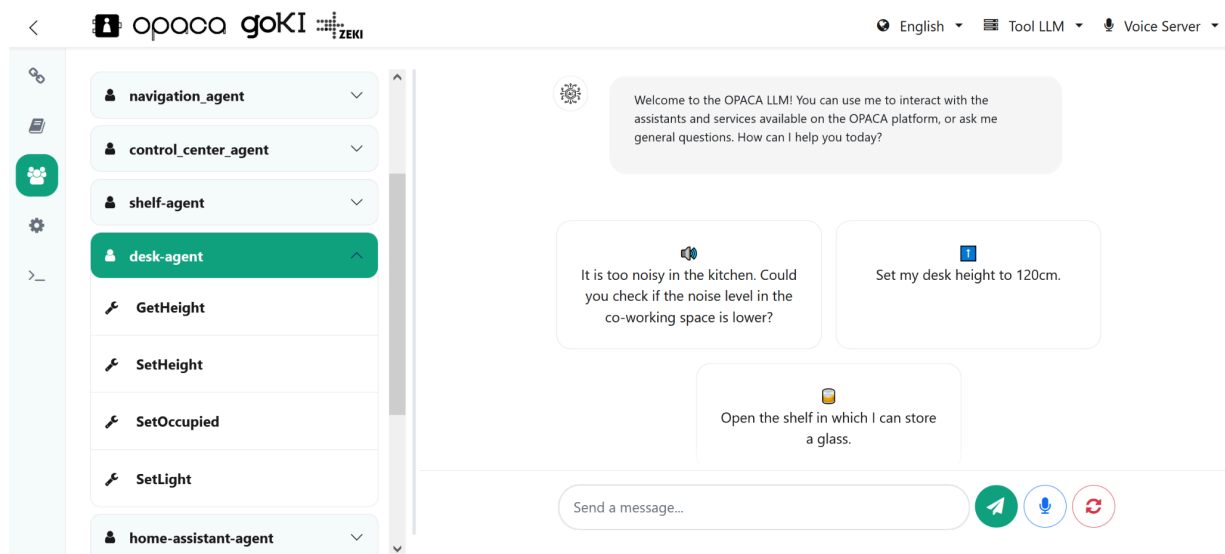 opaca goKI ZEKI
English
Tool LLM
Voice Server
navigation_agent
control_center_agent
shelf-agent
desk-agent
GetHeight
SetHeight
SetOccupied
SetLight
home-assistant-agent
Welcome to the OPACA LLM! You can use me to interact with the
assistants and services available on the OPACA platform, or ask me
general questions. How can I help you today?
It is too noisy in the kitchen. Could
you check if the noise level in the
co-working space is lower?
Set my desk height to 120cm.
Open the shelf in which I can store
a glass.
Send a message...